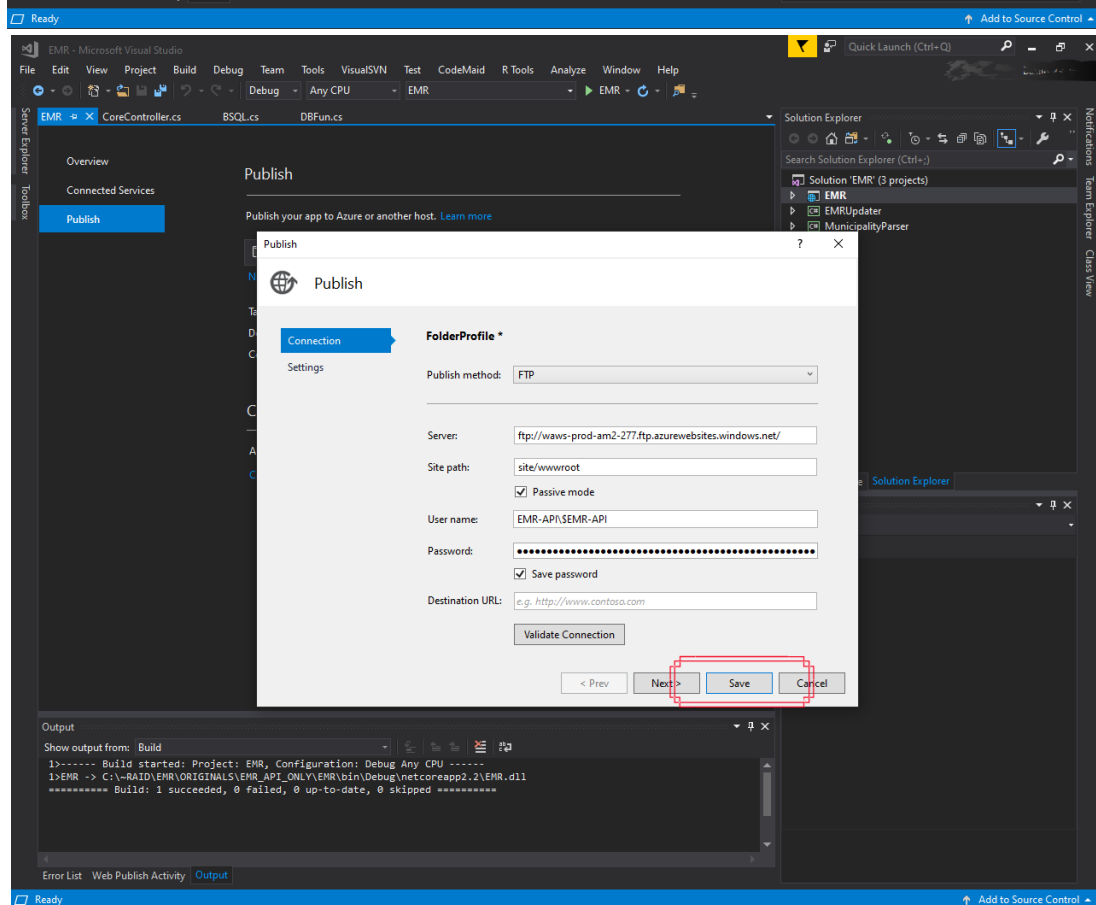 Ready
Add to Source Control
EMR - Microsoft Visual Studio
Quick Launch (Ctrl+Q)
File Edit View Project Build Debug Team Tools VisualSVN Test CodeMaid R Tools Analyze Window Help
Debug Any CPU EMR EMR
Server Explorer
Toolbox
EMR CoreController.cs BSQL.cs DBFun.cs
Overview
Connected Services
Publish
Publish
Publish your app to Azure or another host. Learn more
Solution Explorer
Search Solution Explorer (Ctrl+;)
Solution 'EMR' (3 projects)
EMR
EMRUpdater
MunicipalityParser
Notifications
Team Explorer
Class View
Publish
Publish
Connection
Settings
FolderProfile *
Publish method: FTP
Server: ftp://waws-prod-am2-277.ftp.azurewebsites.windows.net/
Site path: site/wwwroot
Passive mode
User name: EMR-API\$EMR-API
Password:
Save password
Destination URL: e.g. http://www.contoso.com
Validate Connection
< Prev Next > Save Cancel
Solution Explorer
Output
Show output from: Build
1>------ Build started: Project: EMR, Configuration: Debug Any CPU ------
1>EMR -> C:\~RAID\EMR\ORIGINALS\EMR_API_ONLY\EMR\bin\Debug\netcoreapp2.2\EMR.dll
========== Build: 1 succeeded, 0 failed, 0 up-to-date, 0 skipped ==========
Error List Web Publish Activity Output
Ready
Add to Source Control